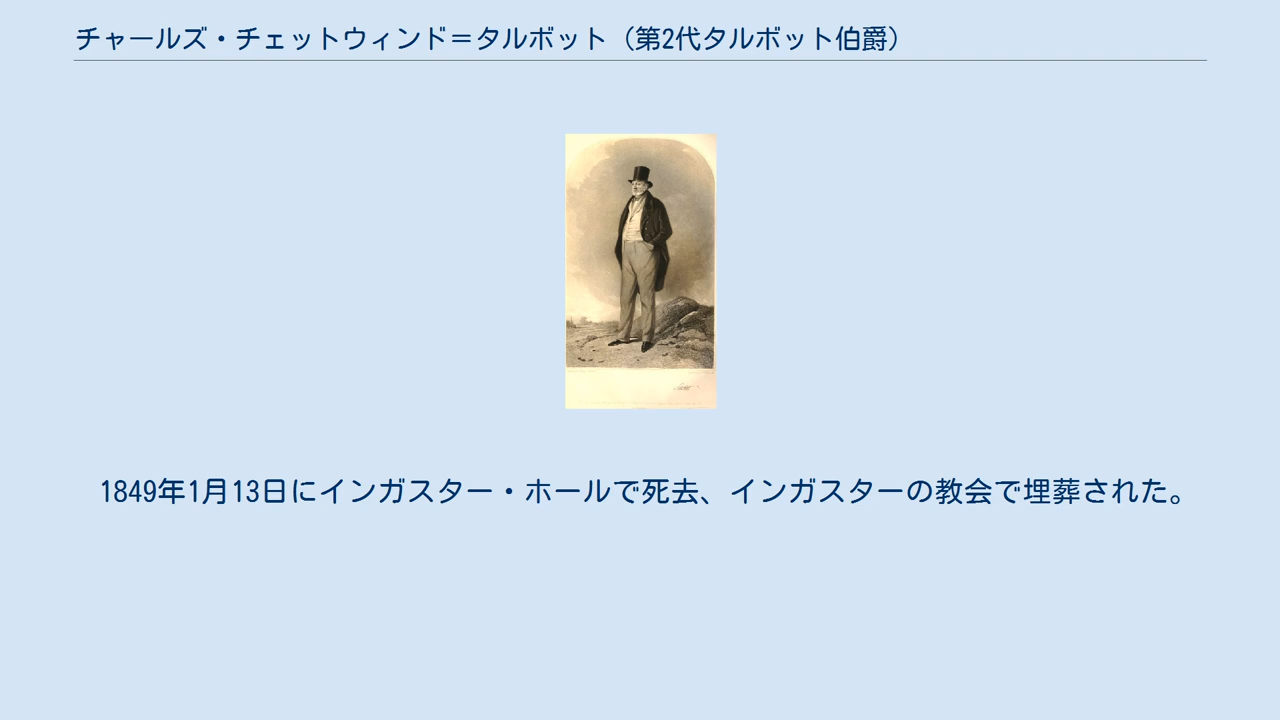 チャールズ・チェットウィンド＝タルボット（第2代タルボット伯爵）
1849年1月13日にインガスター・ホールで死去、インガスターの教会で埋葬された。